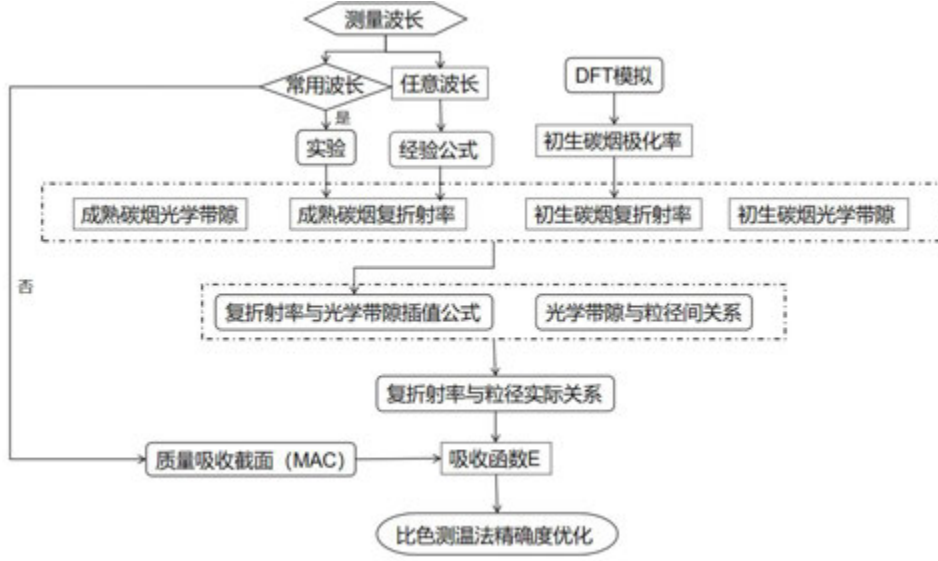 测量波长
常用波长
任意波长
DFT模拟
是
实验
经验公式
初生碳烟极化率
成熟碳烟光学带隙
成熟碳烟复折射率
初生碳烟复折射率
初生碳烟光学带隙
否
复折射率与光学带隙插值公式
光学带隙与粒径间关系
复折射率与粒径实际关系
质量吸收截面（MAC）
吸收函数E
比色测温法精确度优化